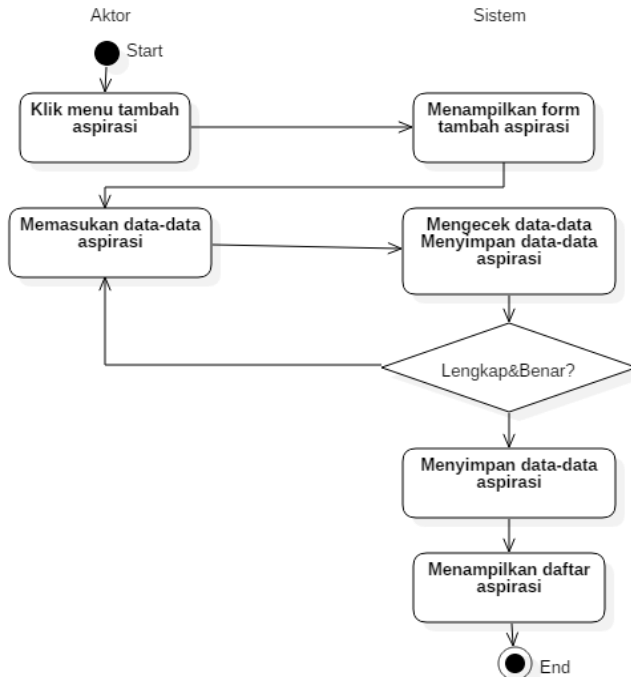 Aktor
Sistem
Start
Klik menu tambah
aspirasi
Menampilkan form
tambah aspirasi
Memasukan data-data
aspirasi
Mengecek data-data
Menyimpan data-data
aspirasi
Lengkap&Benar?
Menyimpan data-data
aspirasi
Menampilkan daftar
aspirasi
End